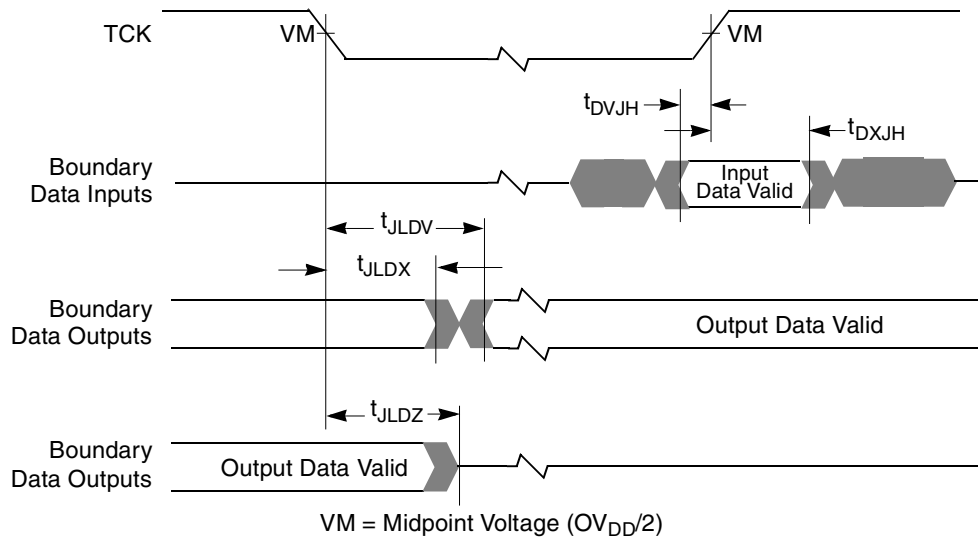 TCK
VM
VM
tDVJH
tDXJH
Boundary
Data Inputs
Input
Data Valid
tJLDV
tJLDX
Boundary
Data Outputs
Output Data Valid
tJLDZ
Boundary
Data Outputs
Output Data Valid
VM = Midpoint Voltage (OVDD/2)